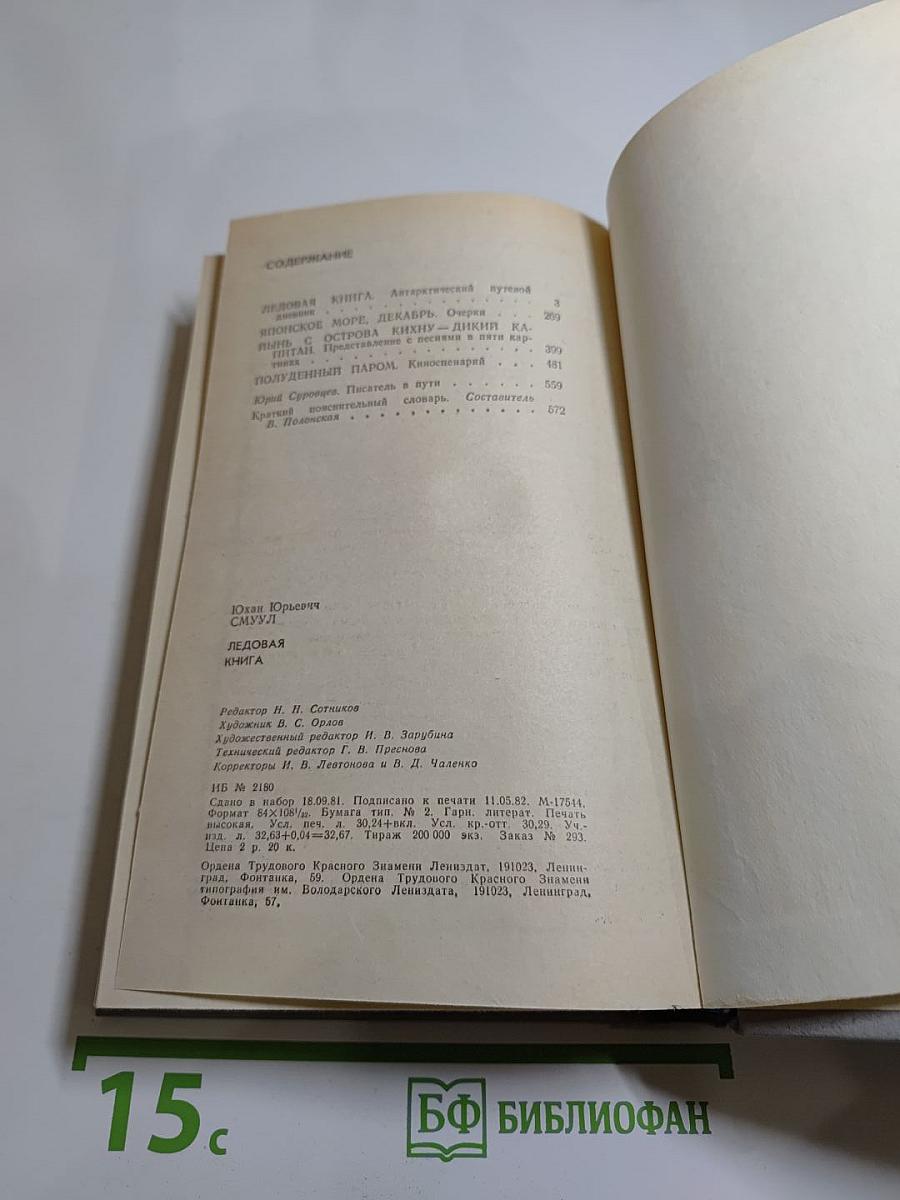 СОДЕРЖАНИЕ
ЛЕДОВАЯ КНИГА. Антарктический путевой
дневник . . . . . . . . . . . . . 3
ЯПОНСКОЕ МОРЕ, ДЕКАБРЬ. Очерки . . . 269
ЙЫНЬ С ОСТРОВА КИХНУ — ДИКИЙ КА-
ПИТАН. Представление с песнями в пяти кар-
тинах . . . . . . . . . . . . . 399
ПОЛУДЕННЫЙ ПАРОМ. Киносценарий . . . 481
Юрий Суровцев. Писатель в пути . . . . . . 559
Краткий пояснительный словарь. Составитель
В. Полонская . . . . . . . . . . . . 572
Юхан Юрьевич
СМУУЛ
ЛЕДОВАЯ
КНИГА
Редактор Н. Н. Сотников
Художник В. С. Орлов
Художественный редактор И. В. Зарубина
Технический редактор Г. В. Преснова
Корректоры И. В. Левтонова и В. Д. Чаленко
ИБ № 2180
Сдано в набор 18.09.81. Подписано к печати 11.05.82. М-17544.
Формат 84×108¹/₃₂. Бумага тип. № 2. Гарн. литерат. Печать
высокая. Усл. печ. л. 30,24+вкл. Усл. кр.-отт. 30,29. Уч.-
изд. л. 32,63+0,04=32,67. Тираж 200 000 экз. Заказ № 293.
Цена 2 р. 20 к.
Ордена Трудового Красного Знамени Лениздат, 191023, Ленин-
град, Фонтанка, 59. Ордена Трудового Красного Знамени
типография им. Володарского Лениздата, 191023, Ленинград,
Фонтанка, 57.
15 с
БФ БИБЛИОФАН